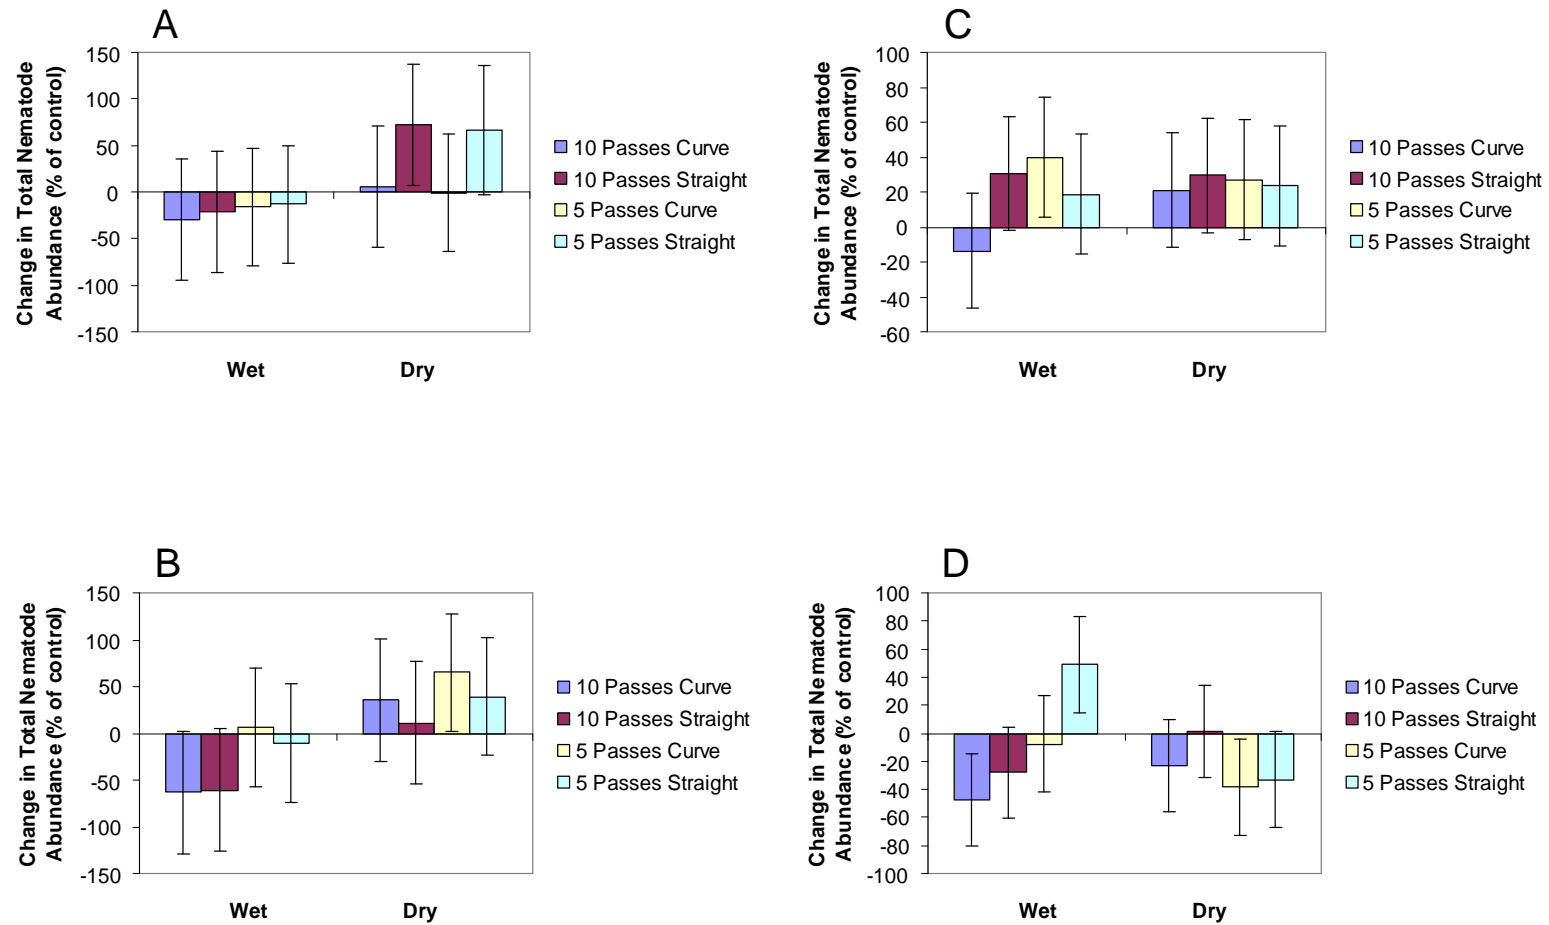 A
Change in Total Nematode
Abundance (% of control)
150
100
50
0
-50
-100
-150
Wet
Dry
10 Passes Curve
10 Passes Straight
5 Passes Curve
5 Passes Straight
C
Change in Total Nematode
Abundance (% of control)
100
80
60
40
20
0
-20
-40
-60
Wet
Dry
10 Passes Curve
10 Passes Straight
5 Passes Curve
5 Passes Straight
B
Change in Total Nematode
Abundance (% of control)
150
100
50
0
-50
-100
-150
Wet
Dry
10 Passes Curve
10 Passes Straight
5 Passes Curve
5 Passes Straight
D
Change in Total Nematode
Abundance (% of control)
100
80
60
40
20
0
-20
-40
-60
-80
-100
Wet
Dry
10 Passes Curve
10 Passes Straight
5 Passes Curve
5 Passes Straight